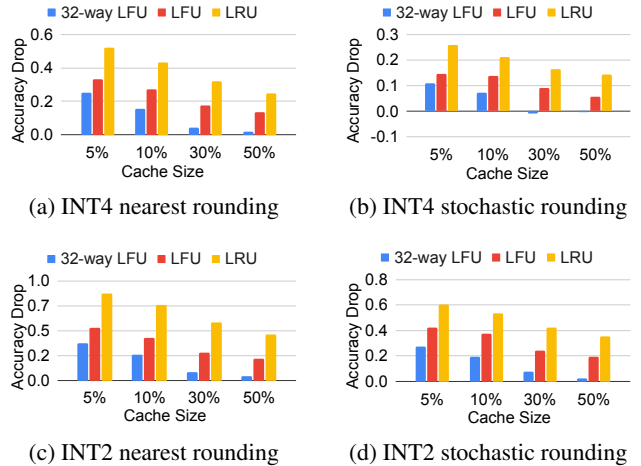 32-way LFU LFU LRU
Accuracy Drop
0.6
0.4
0.2
0.0
5% 10% 30% 50%
Cache Size
(a) INT4 nearest rounding
32-way LFU LFU LRU
Accuracy Drop
0.3
0.2
0.1
0.0
-0.1
5% 10% 30% 50%
Cache Size
(b) INT4 stochastic rounding
32-way LFU LFU LRU
Accuracy Drop
1.0
0.7
0.5
0.2
0.0
5% 10% 30% 50%
Cache Size
(c) INT2 nearest rounding
32-way LFU LFU LRU
Accuracy Drop
0.8
0.6
0.4
0.2
0.0
5% 10% 30% 50%
Cache Size
(d) INT2 stochastic rounding